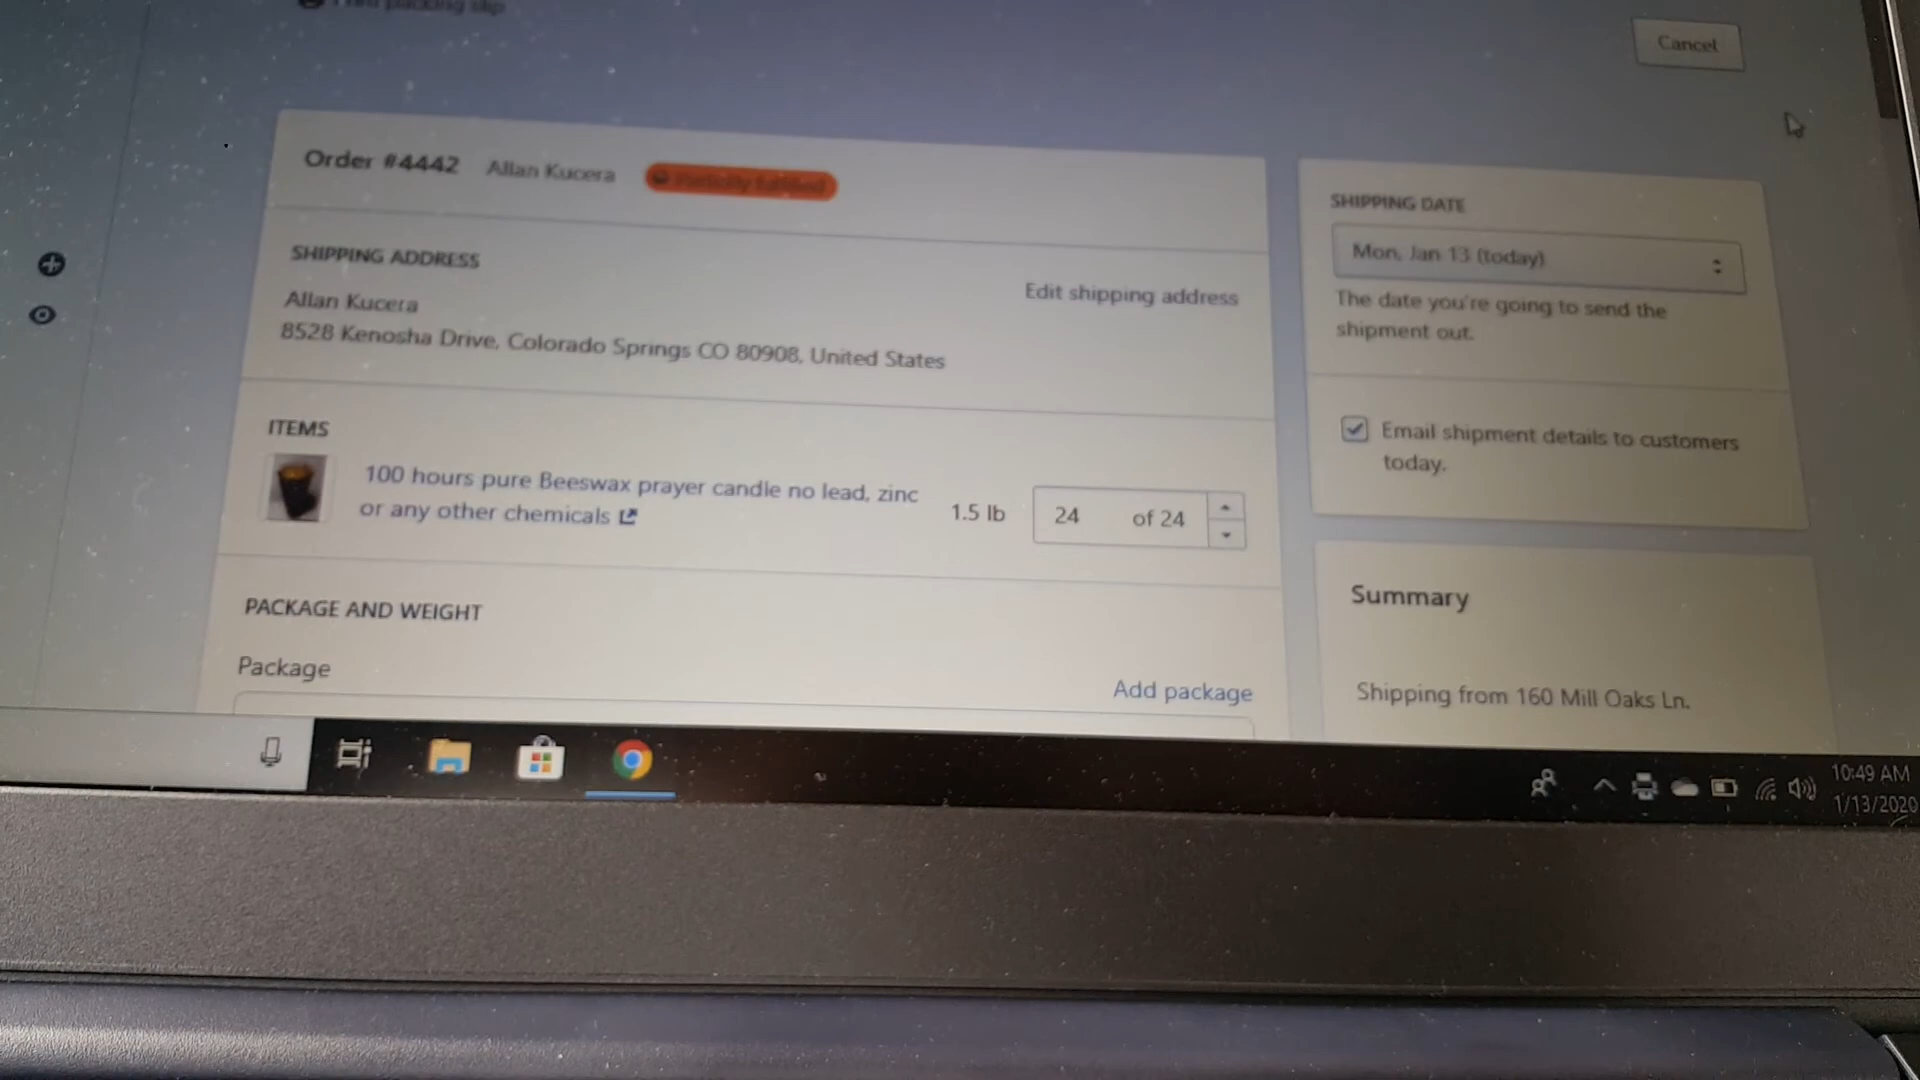 packing slip
Cancel
Order #4442 Allan Kucera Partially fulfilled
SHIPPING ADDRESS
Edit shipping address
Allan Kucera
8528 Kenosha Drive, Colorado Springs CO 80908, United States
ITEMS
100 hours pure Beeswax prayer candle no lead, zinc
or any other chemicals
1.5 lb
24 of 24
PACKAGE AND WEIGHT
Package
Add package
SHIPPING DATE
Mon, Jan 13 (today)
The date you're going to send the
shipment out.
Email shipment details to customers
today.
Summary
Shipping from 160 Mill Oaks Ln.
10:49 AM
1/13/2020